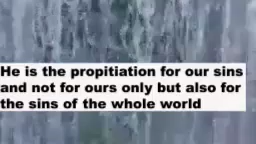 He is the propitiation for our sins
and not for ours only but also for
the sins of the whole world